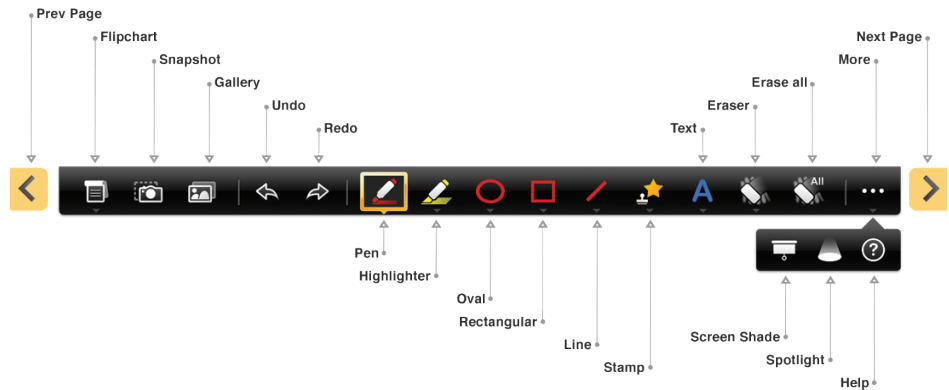 Prev Page
Flipchart
Snapshot
Gallery
Undo
Redo
Next Page
More
Erase all
Eraser
Text
All
A
?
Pen
Highlighter
Oval
Rectangular
Line
Stamp
Screen Shade
Spotlight
Help